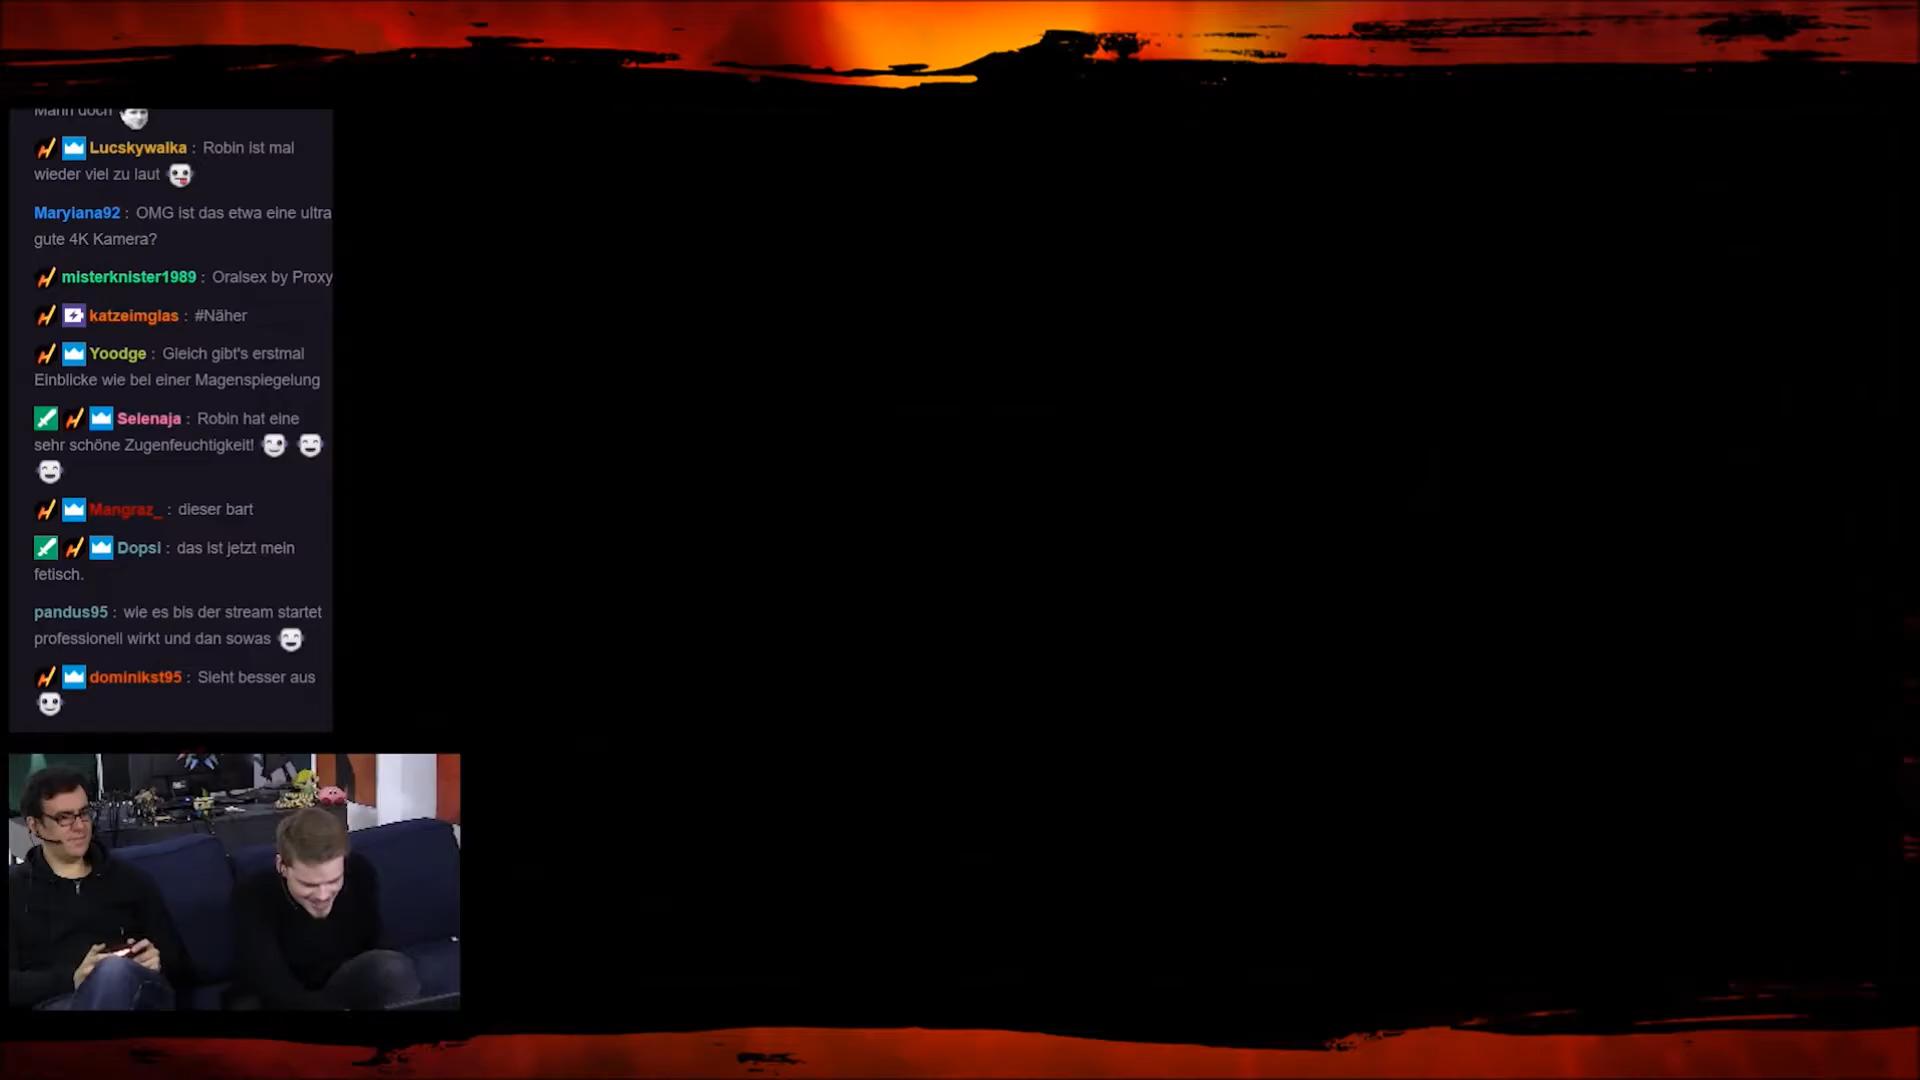 Mann doch
Lucskywalka : Robin ist mal
wieder viel zu laut
Maryiana92 : OMG ist das etwa eine ultra
gute 4K Kamera?
misterknister1989 : Oralsex by Proxy
katzeimglas : #Näher
Yoodge : Gleich gibt's erstmal
Einblicke wie bei einer Magenspiegelung
Selenaja : Robin hat eine
sehr schöne Zugenfeuchtigkeit!
Mangraz_ : dieser bart
Dopsi : das ist jetzt mein
fetisch.
pandus95 : wie es bis der stream startet
professionell wirkt und dan sowas
dominikst95 : Sieht besser aus